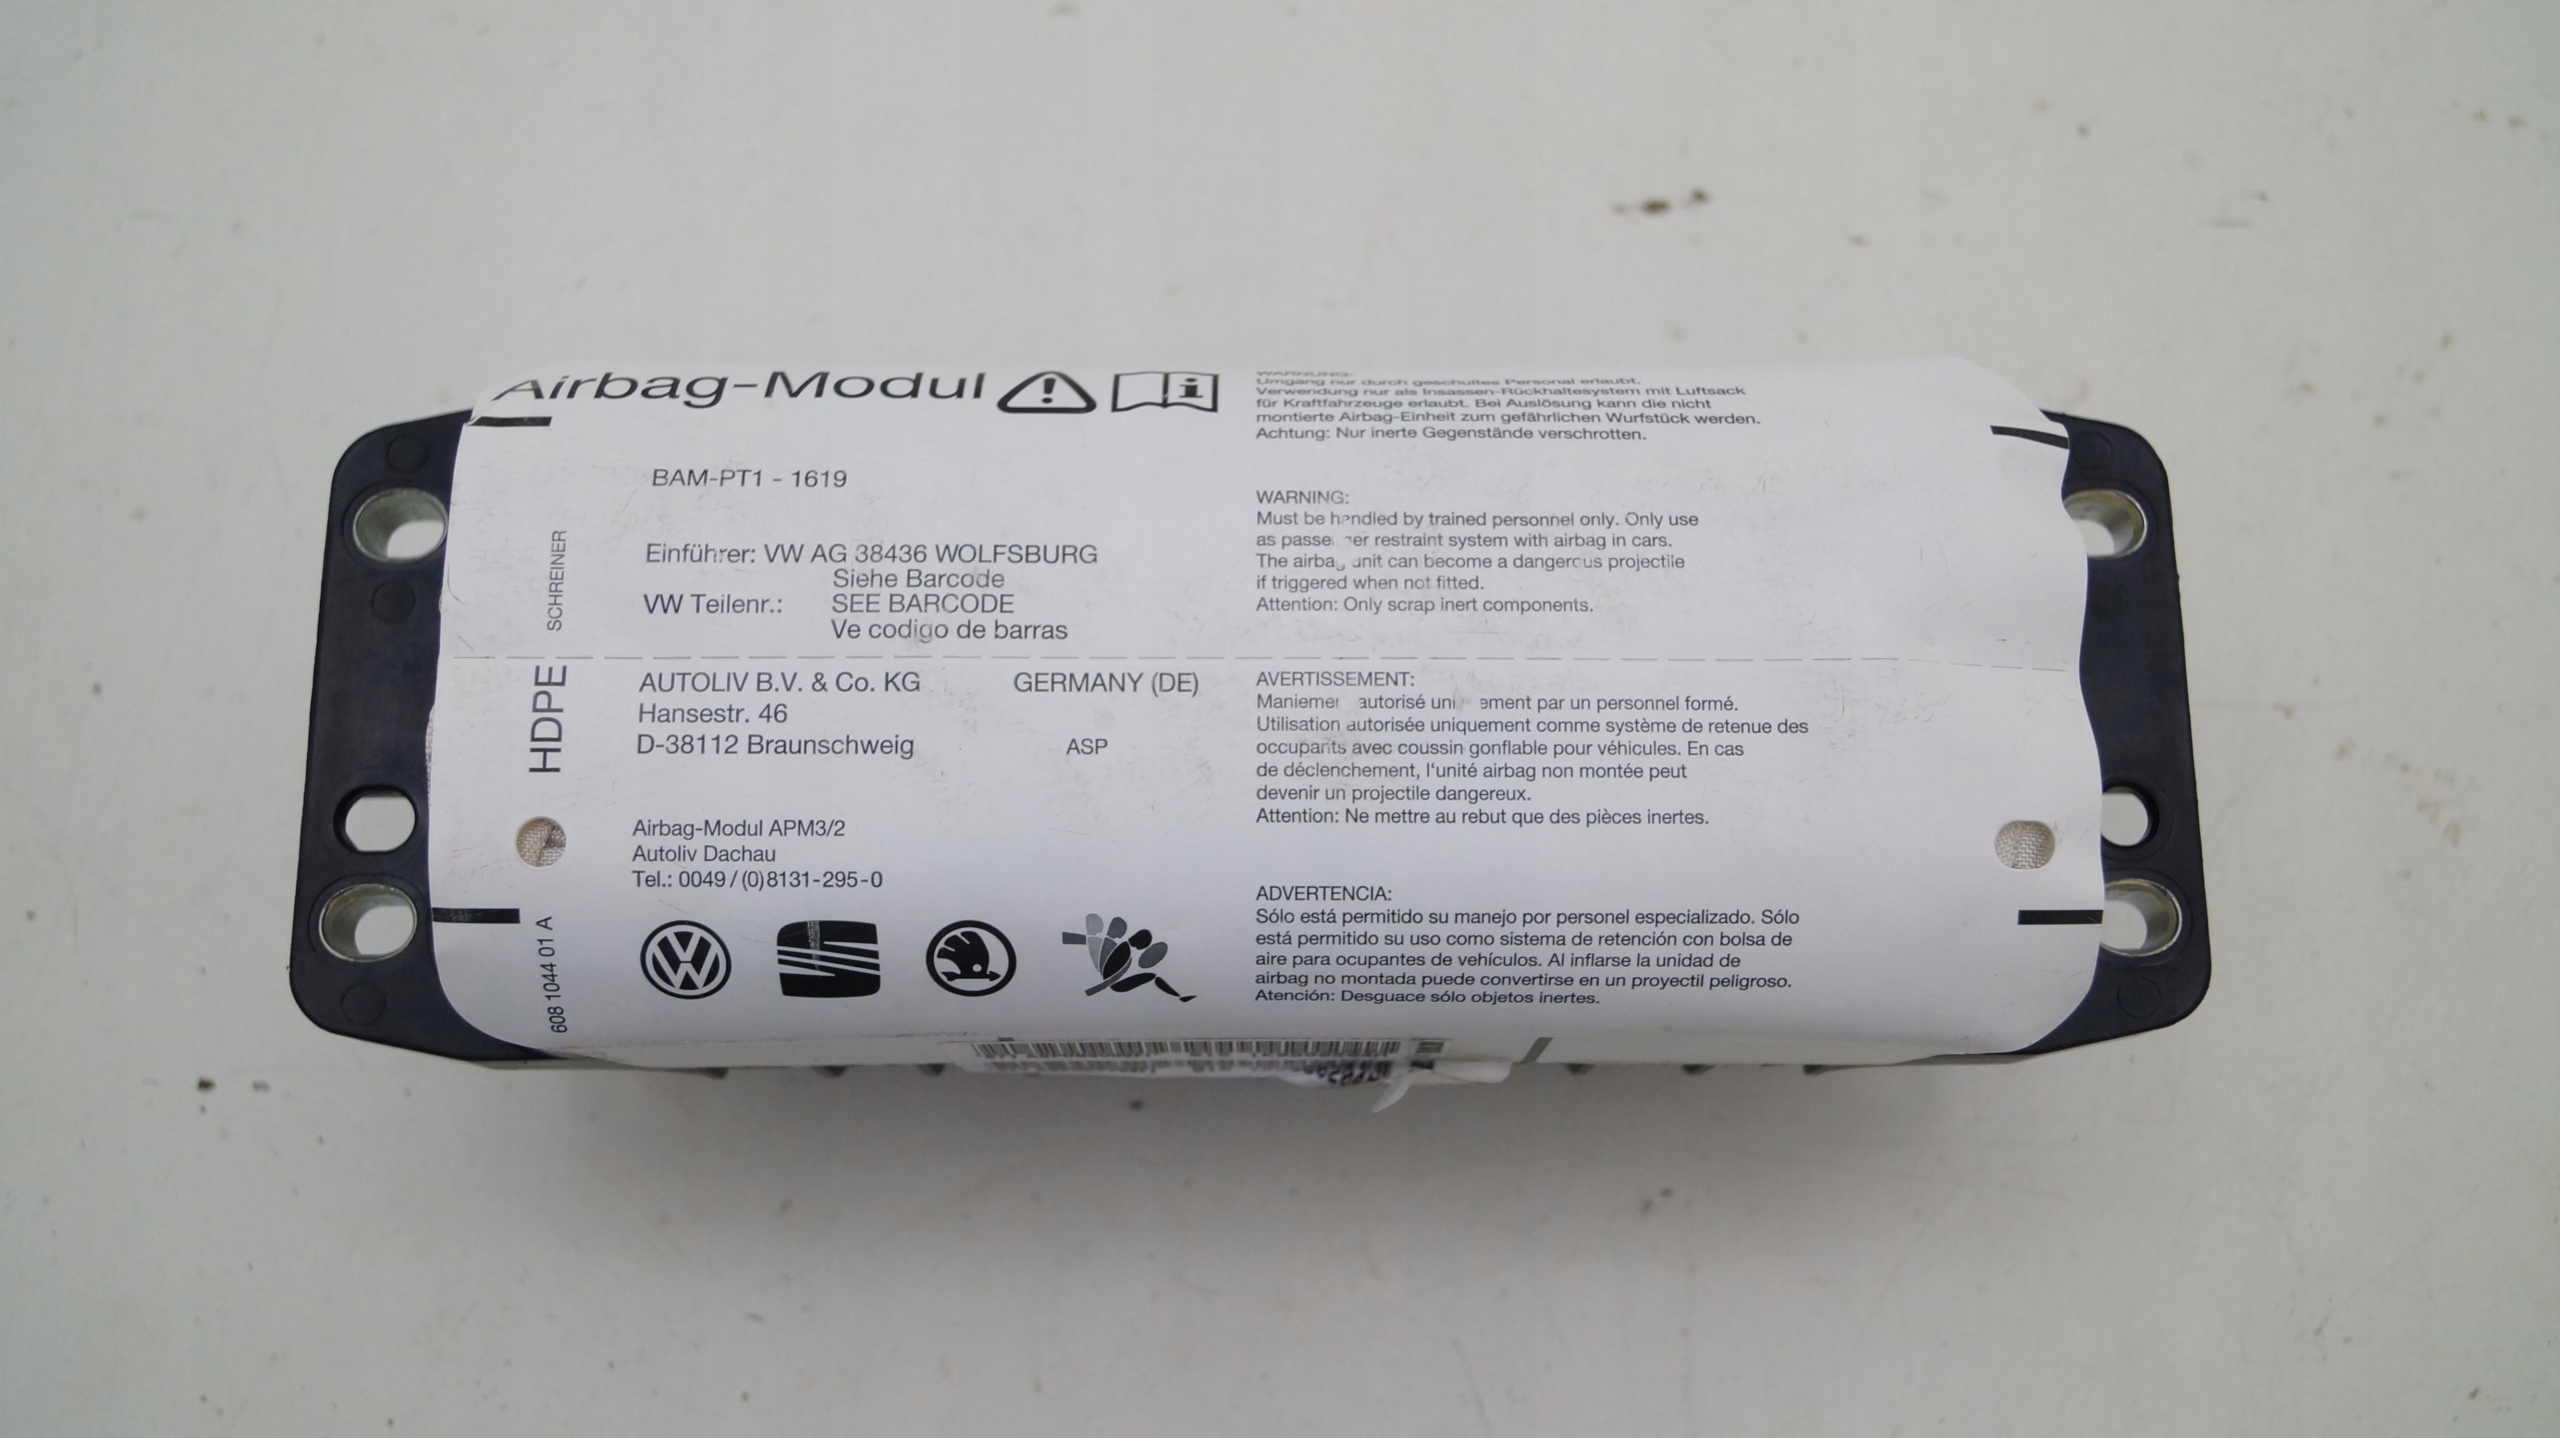 Airbag-Modul
BAM-PT1 - 1619
Einführer: VW AG 38436 WOLFSBURG
Siehe Barcode
VW Teilenr.: SEE BARCODE
Ve codigo de barras
SCHREINER
HDPE
608 1044 01 A
AUTOLIV B.V. & Co. KG GERMANY (DE)
Hansestr. 46
D-38112 Braunschweig ASP
Airbag-Modul APM3/2
Autoliv Dachau
Tel.: 0049 / (0)8131-295-0
WARNUNG:
Umgang nur durch geschultes Personal erlaubt.
Verwendung nur als Insassen-Rückhaltesystem mit Luftsack
für Kraftfahrzeuge erlaubt. Bei Auslösung kann die nicht
montierte Airbag-Einheit zum gefährlichen Wurfstück werden.
Achtung: Nur inerte Gegenstände verschrotten.
WARNING:
Must be handled by trained personnel only. Only use
as restraint system with airbag in cars.
The airbag unit can become a dangerous projectile
if triggered when not fitted.
Attention: Only scrap inert components.
AVERTISSEMENT:
autorisé par un personnel formé.
Utilisation autorisée uniquement comme système de retenue des
occupants avec coussin gonflable pour véhicules. En cas
de déclenchement, l'unité airbag non montée peut
devenir un projectile dangereux.
Attention: Ne mettre au rebut que des pièces inertes.
ADVERTENCIA:
Sólo está permitido su manejo por personel especializado. Sólo
está permitido su uso como sistema de retención con bolsa de
aire para ocupantes de vehículos. Al inflarse la unidad de
airbag no montada puede convertirse en un proyectil peligroso.
Atención: Desguace sólo objetos inertes.